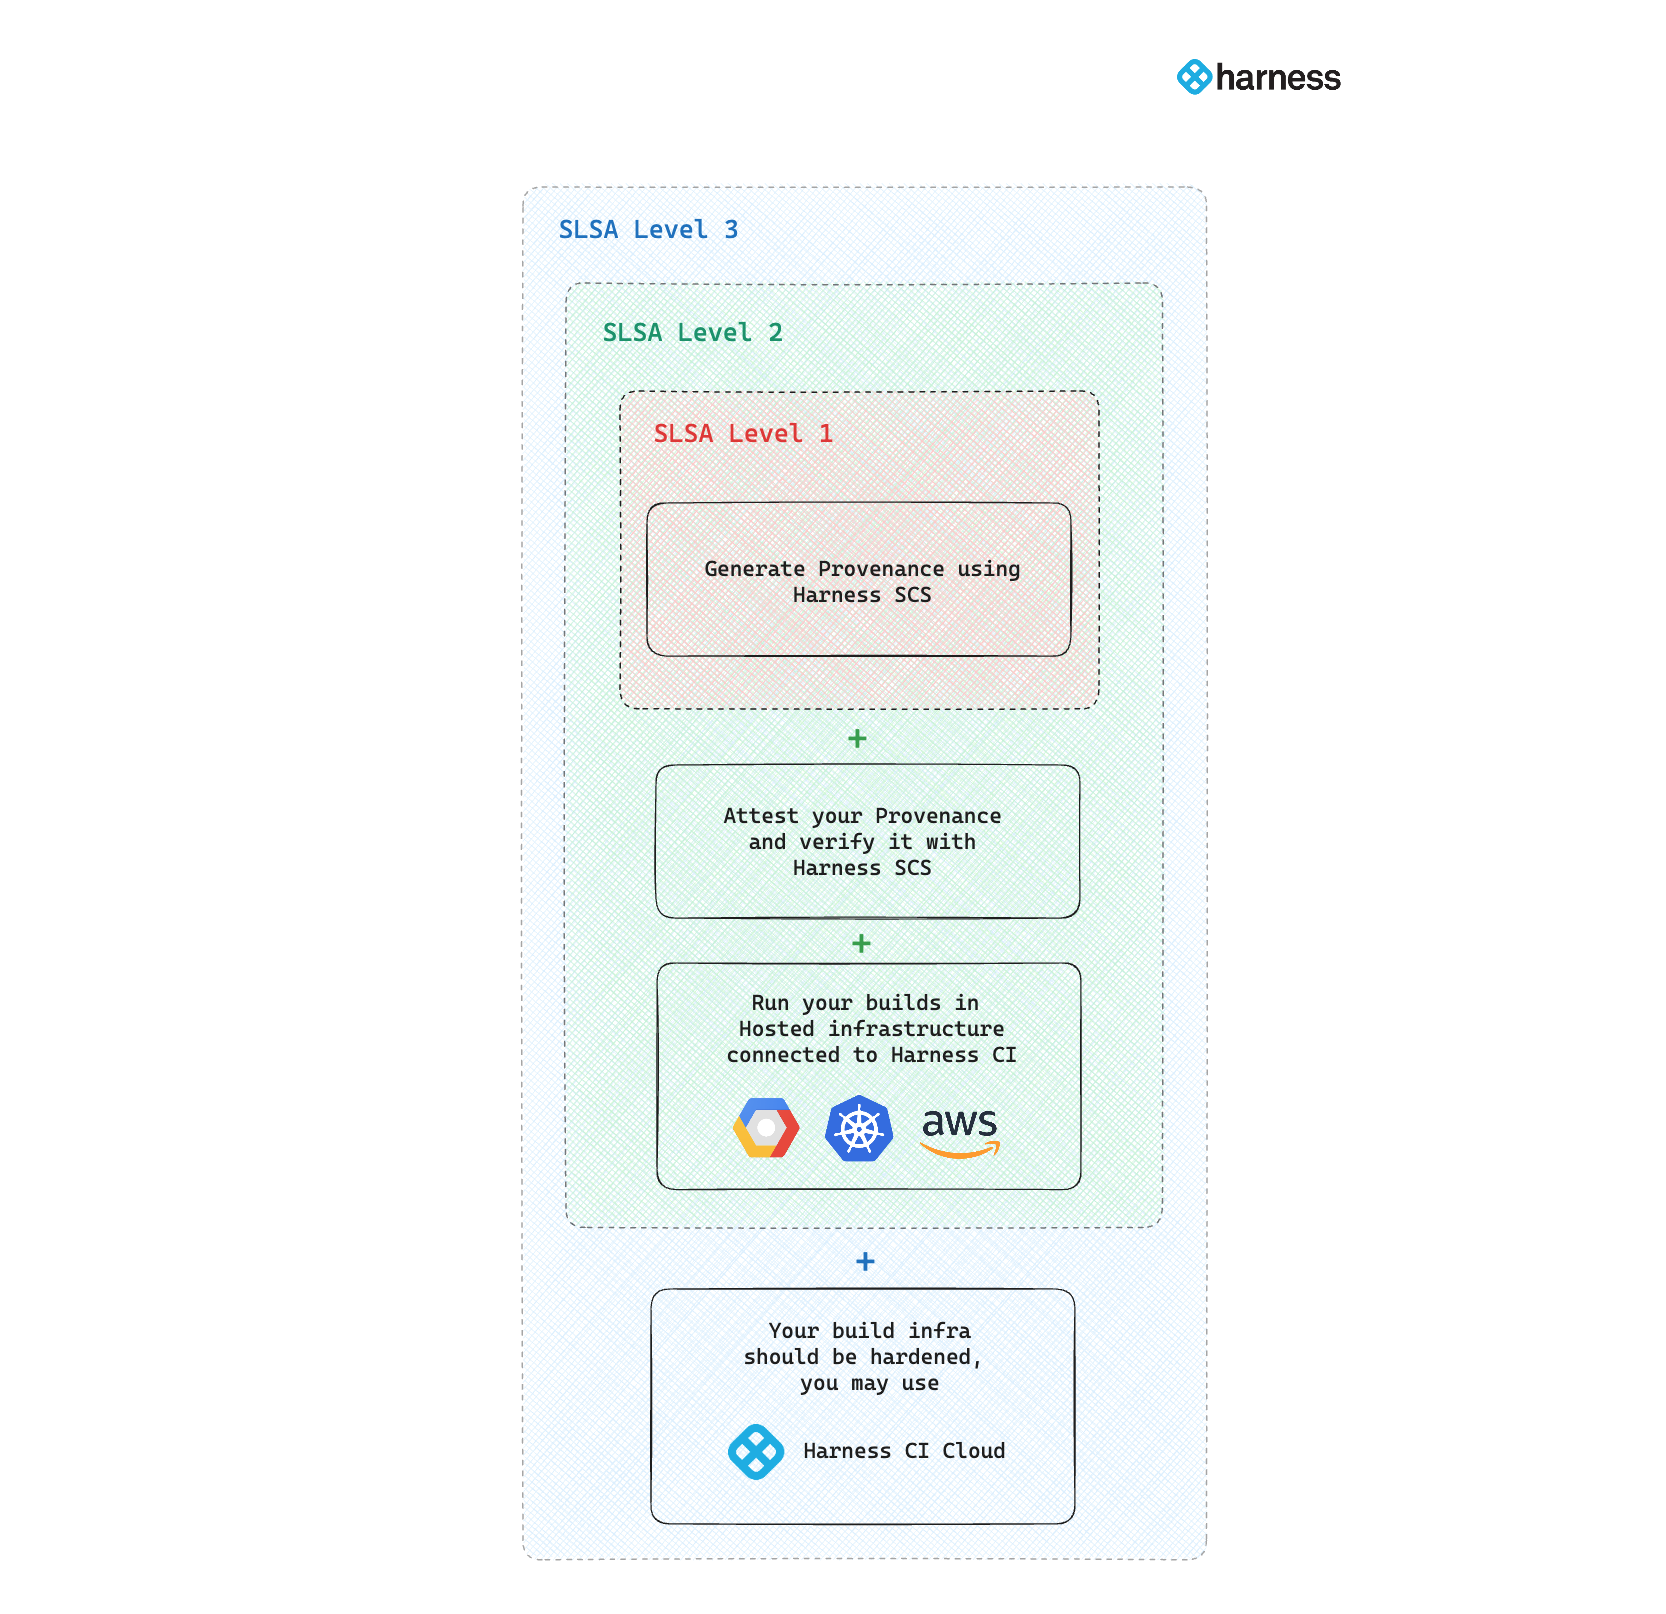 harness
SLSA Level 3
SLSA Level 2
SLSA Level 1
Generate Provenance using
Harness SCS
+
Attest your Provenance
and verify it with
Harness SCS
+
Run your builds in
Hosted infrastructure
connected to Harness CI
aws
+
Your build infra
should be hardened,
you may use
Harness CI Cloud